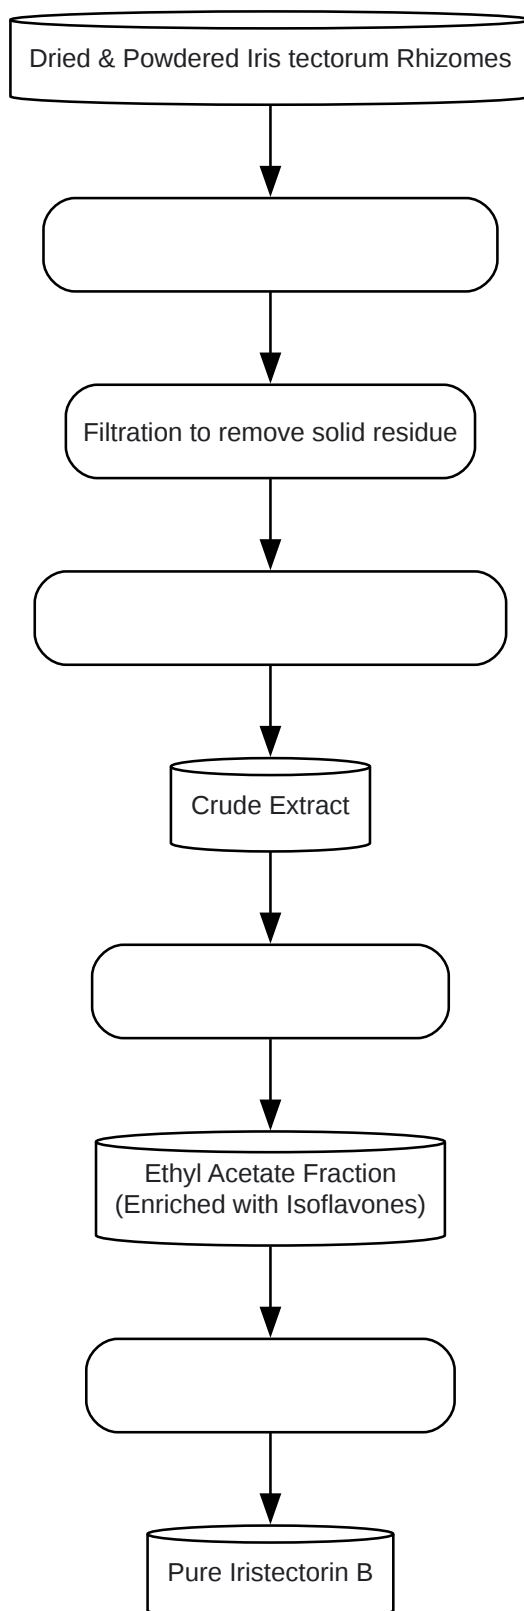 Dried & Powdered Iris tectorum Rhizomes
Filtration to remove solid residue
Crude Extract
Ethyl Acetate Fraction
(Enriched with Isoflavones)
Pure Iristectorin B